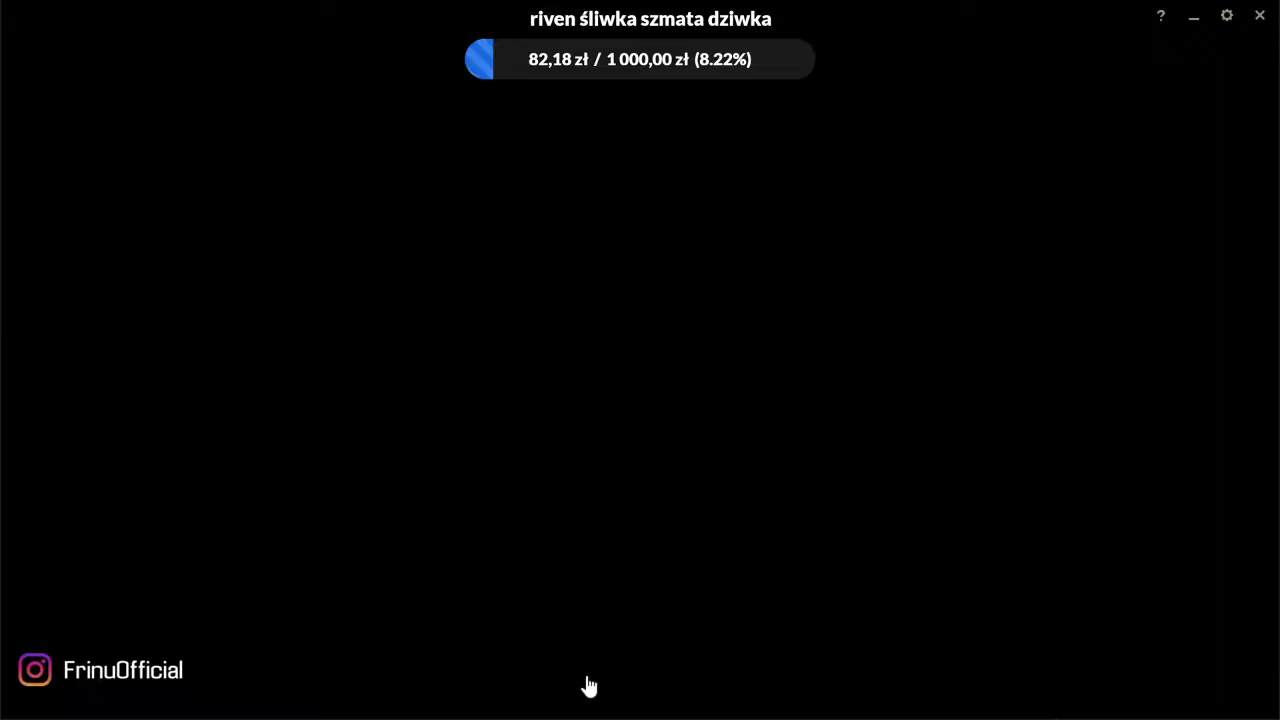 riven śliwka szmata dziwka
?
82,18 zł / 1 000,00 zł (8.22%)
FrinuOfficial